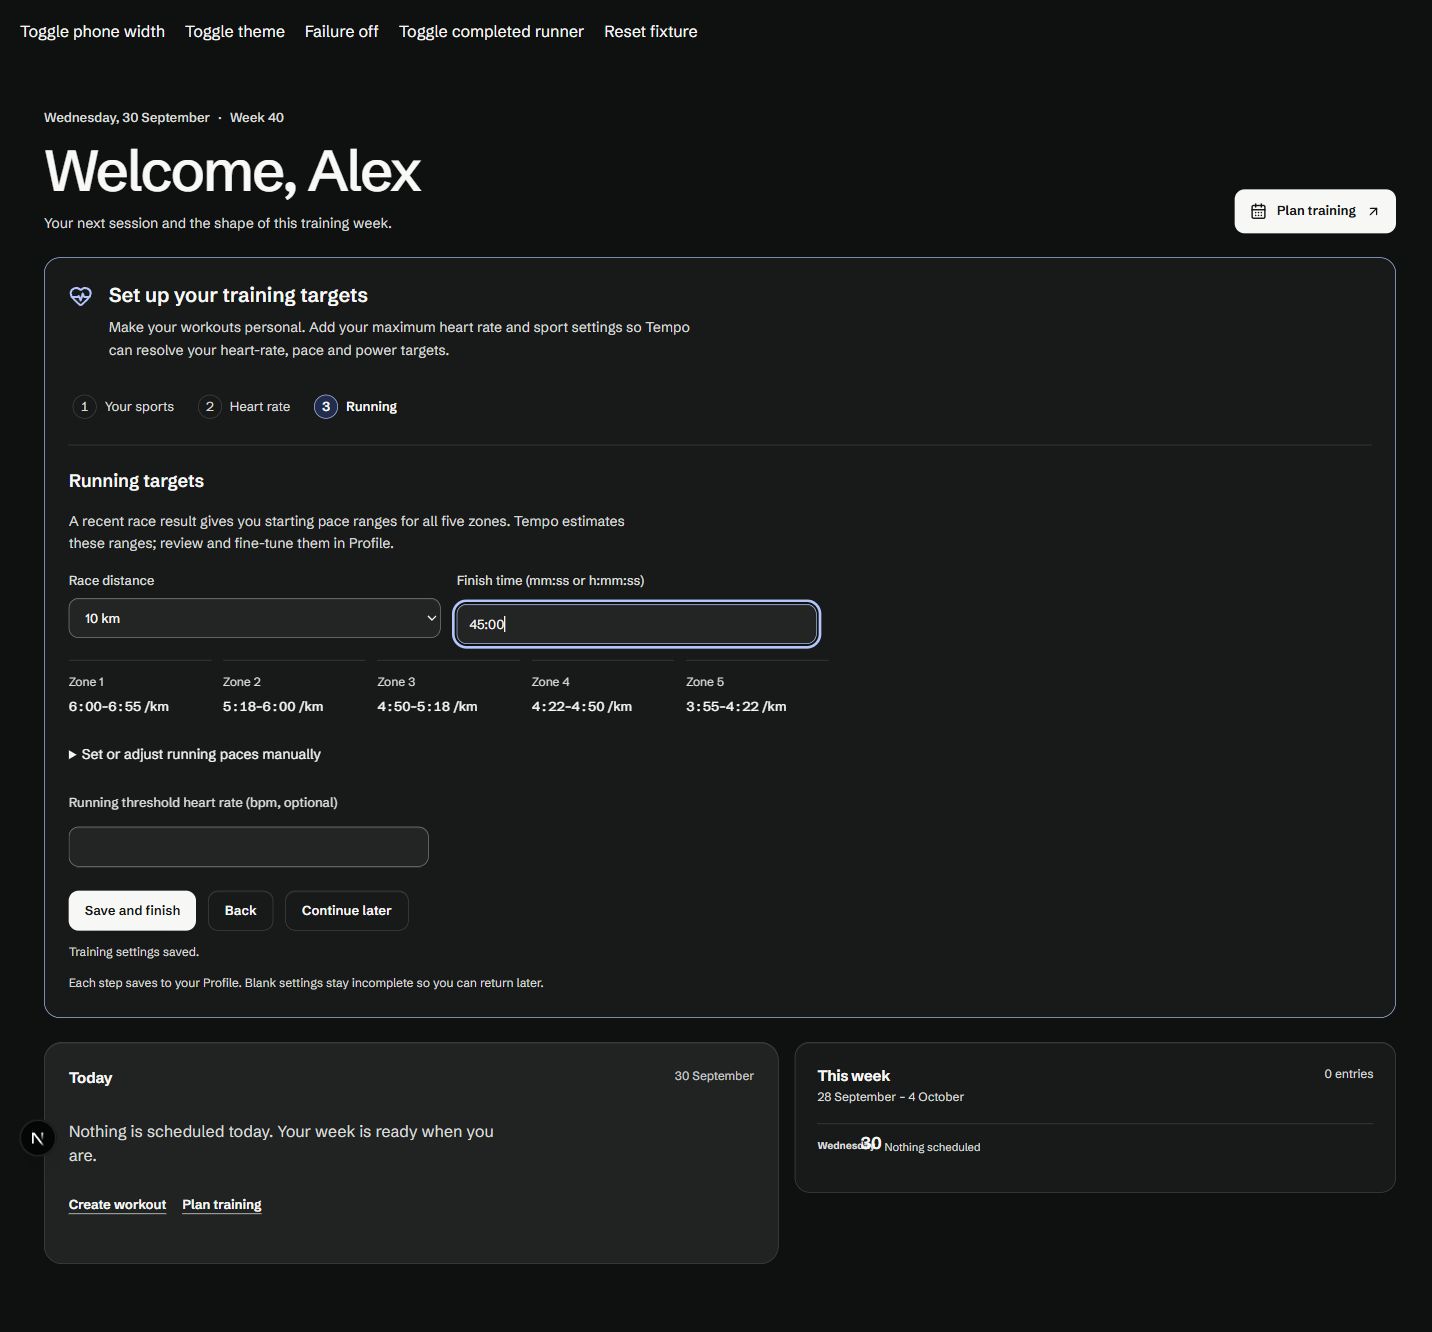 Toggle phone width Toggle theme Failure off Toggle completed runner Reset fixture
Wednesday, 30 September · Week 40
Welcome, Alex
Your next session and the shape of this training week.
Plan training
Set up your training targets
Make your workouts personal. Add your maximum heart rate and sport settings so Tempo
can resolve your heart-rate, pace and power targets.
1 Your sports 2 Heart rate 3 Running
Running targets
A recent race result gives you starting pace ranges for all five zones. Tempo estimates
these ranges; review and fine-tune them in Profile.
Race distance Finish time (mm:ss or h:mm:ss)
10 km 45:00
Zone 1 Zone 2 Zone 3 Zone 4 Zone 5
6:00–6:55 /km 5:18–6:00 /km 4:50–5:18 /km 4:22–4:50 /km 3:55–4:22 /km
Set or adjust running paces manually
Running threshold heart rate (bpm, optional)
Save and finish Back Continue later
Training settings saved.
Each step saves to your Profile. Blank settings stay incomplete so you can return later.
Today 30 September
Nothing is scheduled today. Your week is ready when you
are.
Create workout Plan training
This week 0 entries
28 September – 4 October
Wednesday 30 Nothing scheduled
N